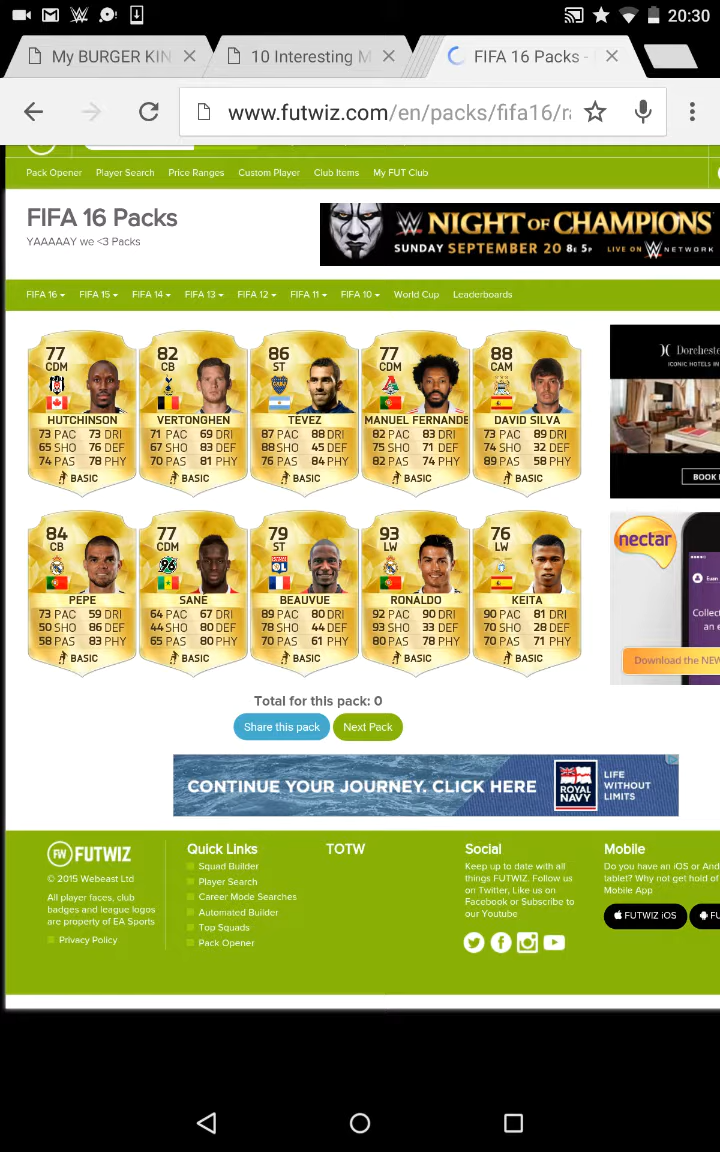 20:30
My BURGER KIN
10 Interesting M
FIFA 16 Packs -
www.futwiz.com/en/packs/fifa16/ra
Pack Opener Player Search Price Ranges Custom Player Club Items My FUT Club
FIFA 16 Packs
YAAAAAY we <3 Packs
W NIGHT OF CHAMPIONS
SUNDAY SEPTEMBER 20 8E 5P LIVE ON W NETWORK
FIFA 16 FIFA 15 FIFA 14 FIFA 13 FIFA 12 FIFA 11 FIFA 10 World Cup Leaderboards
77
CDM
HUTCHINSON
73 PAC 73 DRI
65 SHO 76 DEF
74 PAS 78 PHY
BASIC
82
CB
VERTONGHEN
71 PAC 69 DRI
67 SHO 83 DEF
70 PAS 81 PHY
BASIC
86
ST
TEVEZ
87 PAC 88 DRI
88 SHO 45 DEF
76 PAS 84 PHY
BASIC
77
CDM
MANUEL FERNANDE
82 PAC 83 DRI
75 SHO 71 DEF
82 PAS 74 PHY
BASIC
88
CAM
DAVID SILVA
73 PAC 89 DRI
74 SHO 32 DEF
89 PAS 58 PHY
BASIC
Dorcheste
ICONIC HOTELS IN
BOOK
84
CB
PEPE
73 PAC 59 DRI
50 SHO 86 DEF
58 PAS 83 PHY
BASIC
77
CDM
SANÉ
64 PAC 67 DRI
44 SHO 80 DEF
65 PAS 80 PHY
BASIC
79
ST
BEAUVUE
89 PAC 80 DRI
78 SHO 44 DEF
70 PAS 61 PHY
BASIC
93
LW
RONALDO
92 PAC 90 DRI
93 SHO 33 DEF
80 PAS 78 PHY
BASIC
76
LW
KEITA
90 PAC 81 DRI
70 SHO 28 DEF
70 PAS 71 PHY
BASIC
nectar
Collec
an e
Download the NEW
Total for this pack: 0
Share this pack Next Pack
CONTINUE YOUR JOURNEY. CLICK HERE
ROYAL
NAVY
LIFE
WITHOUT
LIMITS
FW FUTWIZ
© 2015 Webeast Ltd
All player faces, club
badges and league logos
are property of EA Sports
Privacy Policy
Quick Links
Squad Builder
Player Search
Career Mode Searches
Automated Builder
Top Squads
Pack Opener
TOTW
Social
Keep up to date with all
things FUTWIZ. Follow us
on Twitter, Like us on
Facebook or Subscribe to
our Youtube
Mobile
Do you have an iOS or And
tablet? Why not get hold of
Mobile App
FUTWIZ iOS
FU